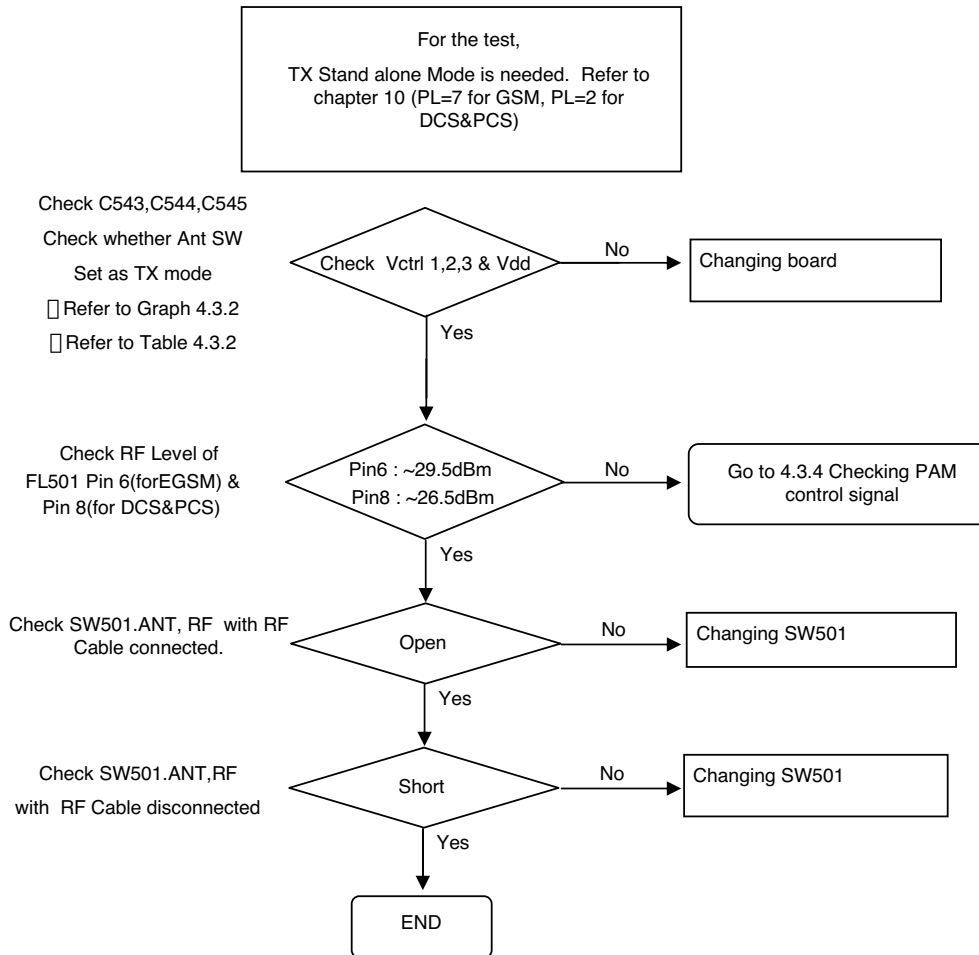 For the test,
TX Stand alone Mode is needed. Refer to
chapter 10 (PL=7 for GSM, PL=2 for
DCS&PCS)
Check C543,C544,C545
Check whether Ant SW
Set as TX mode
▯Refer to Graph 4.3.2
▯Refer to Table 4.3.2
Check Vctrl 1,2,3 & Vdd
No
Changing board
Yes
Check RF Level of
FL501 Pin 6(forEGSM) &
Pin 8(for DCS&PCS)
Pin6 : ~29.5dBm
Pin8 : ~26.5dBm
No
Go to 4.3.4 Checking PAM
control signal
Yes
Check SW501.ANT, RF with RF
Cable connected.
Open
No
Changing SW501
Yes
Check SW501.ANT,RF
with RF Cable disconnected
Short
No
Changing SW501
Yes
END